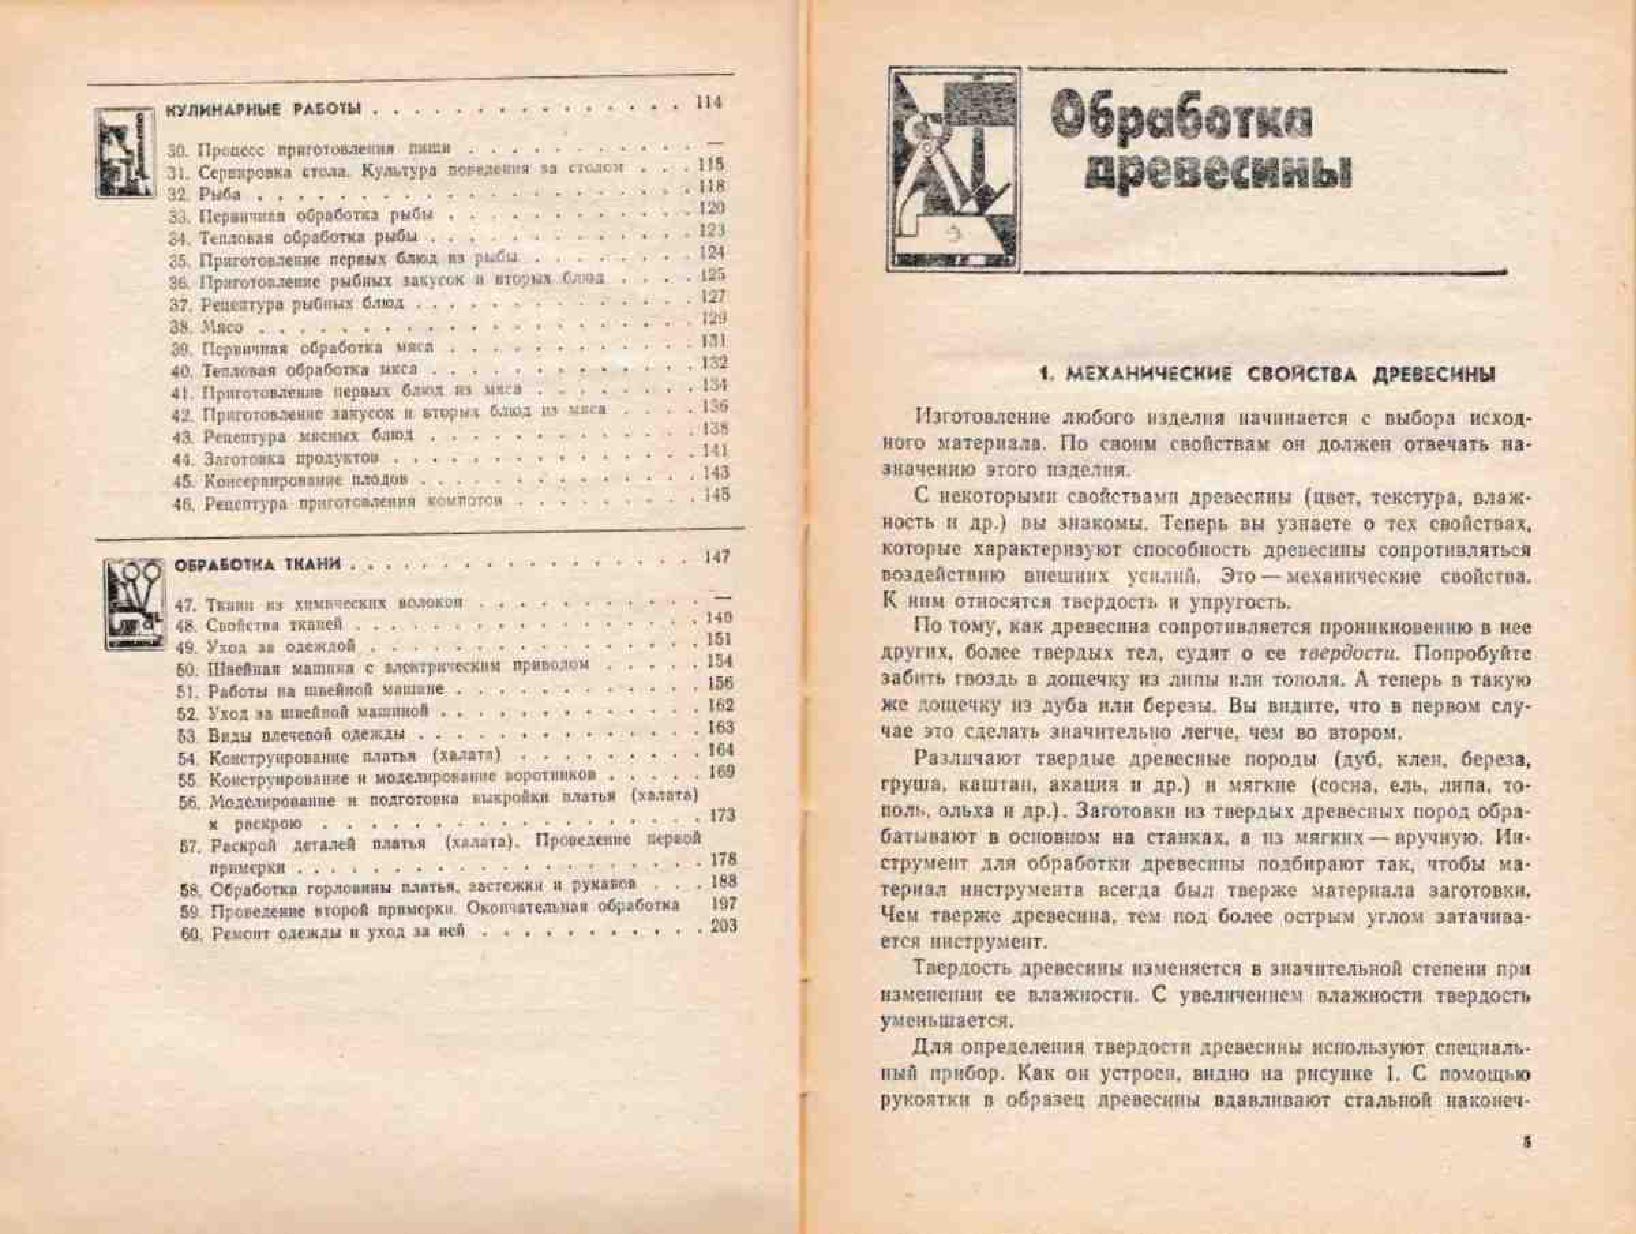 КУЛИНАРНЫЕ РАБОТЫ . . . . . . . . . . . . . . . 114
30. Процесс приготовления пищи . . . . . . . . . . . —
31. Сервировка стола. Культура поведения за столом . . . 115
32. Рыба . . . . . . . . . . . . . . . . . . . . . 118
33. Первичная обработка рыбы . . . . . . . . . . . . 120
34. Тепловая обработка рыбы . . . . . . . . . . . . . 123
35. Приготовление первых блюд из рыбы . . . . . . . . 124
36. Приготовление рыбных закусок и вторых блюд . . . . 125
37. Рецептура рыбных блюд . . . . . . . . . . . . . . 127
38. Мясо . . . . . . . . . . . . . . . . . . . . . 129
39. Первичная обработка мяса . . . . . . . . . . . . 131
40. Тепловая обработка мяса . . . . . . . . . . . . . 132
41. Приготовление первых блюд из мяса . . . . . . . . 134
42. Приготовление закусок и вторых блюд из мяса . . . . 136
43. Рецептура мясных блюд . . . . . . . . . . . . . 138
44. Заготовка продуктов . . . . . . . . . . . . . . . 141
45. Консервирование плодов . . . . . . . . . . . . . . 143
46. Рецептура приготовления компотов . . . . . . . . . 145
ОБРАБОТКА ТКАНИ . . . . . . . . . . . . . . . . . 147
47. Ткани из химических волокон . . . . . . . . . . . —
48. Свойства тканей . . . . . . . . . . . . . . . . . 149
49. Уход за одеждой . . . . . . . . . . . . . . . . 151
50. Швейная машина с электрическим приводом . . . . . 154
51. Работы на швейной машине . . . . . . . . . . . . 156
52. Уход за швейной машиной . . . . . . . . . . . . . 162
53. Виды плечевой одежды . . . . . . . . . . . . . . 163
54. Конструирование платья (халата) . . . . . . . . . 164
55. Конструирование и моделирование воротников . . . . . 169
56. Моделирование и подготовка выкройки платья (халата)
к раскрою . . . . . . . . . . . . . . . . . . 173
57. Раскрой деталей платья (халата). Проведение первой
примерки . . . . . . . . . . . . . . . . . . . . 178
58. Обработка горловины платья, застежки и рукавов . . . 188
59. Проведение второй примерки. Окончательная обработка 197
60. Ремонт одежды и уход за ней . . . . . . . . . . . 203
Обработка
древесины
1. МЕХАНИЧЕСКИЕ СВОЙСТВА ДРЕВЕСИНЫ
Изготовление любого изделия начинается с выбора исход-
ного материала. По своим свойствам он должен отвечать на-
значению этого изделия.
С некоторыми свойствами древесины (цвет, текстура, влаж-
ность и др.) вы знакомы. Теперь вы узнаете о тех свойствах,
которые характеризуют способность древесины сопротивляться
воздействию внешних усилий. Это — механические свойства.
К ним относятся твердость и упругость.
По тому, как древесина сопротивляется проникновению в нее
других, более твердых тел, судят о ее твердости. Попробуйте
забить гвоздь в дощечку из липы или тополя. А теперь в такую
же дощечку из дуба или березы. Вы видите, что в первом слу-
чае это сделать значительно легче, чем во втором.
Различают твердые древесные породы (дуб, клен, береза,
груша, каштан, акация и др.) и мягкие (сосна, ель, липа, то-
поль, ольха и др.). Заготовки из твердых древесных пород обра-
батывают в основном на станках, а из мягких — вручную. Ин-
струмент для обработки древесины подбирают так, чтобы ма-
териал инструмента всегда был тверже материала заготовки.
Чем тверже древесина, тем под более острым углом затачива-
ется инструмент.
Твердость древесины изменяется в значительной степени при
изменении ее влажности. С увеличением влажности твердость
уменьшается.
Для определения твердости древесины используют специаль-
ный прибор. Как он устроен, видно на рисунке 1. С помощью
рукоятки в образец древесины вдавливают стальной наконеч-
5